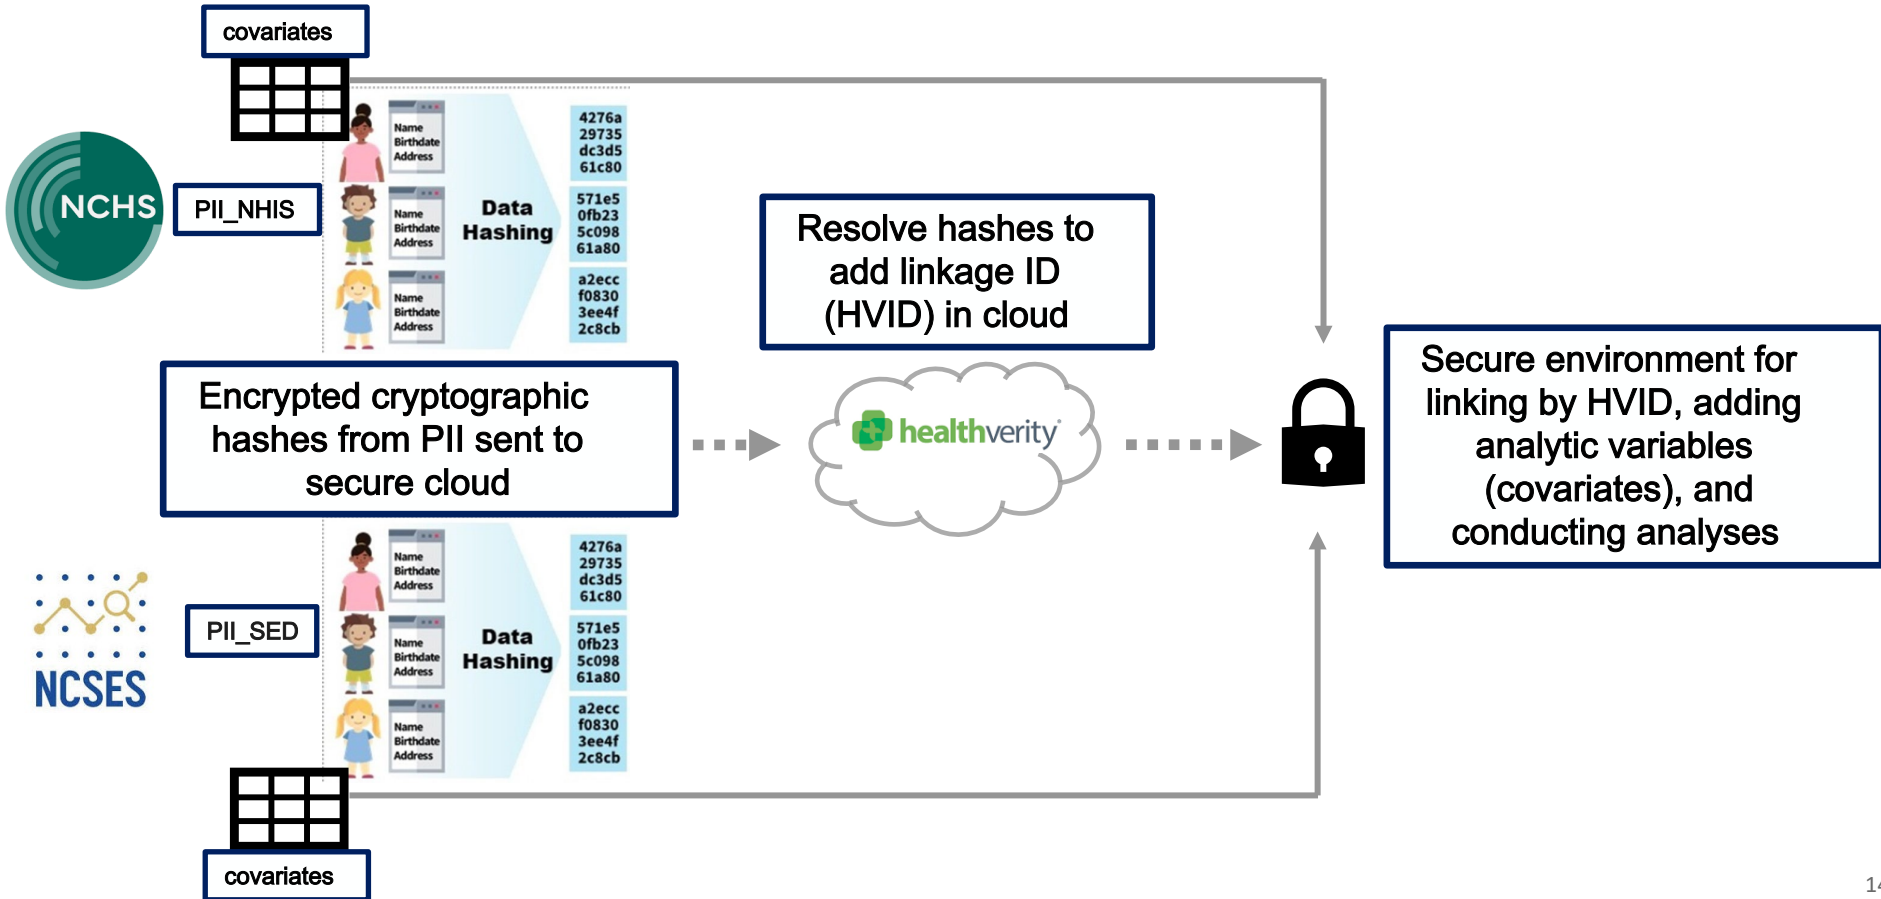 covariates
NCHS
PII_NHIS
Name
Birthdate
Address
Name
Birthdate
Address
Name
Birthdate
Address
Data
Hashing
4276a
29735
dc3d5
61c80
571e5
0fb23
5c098
61a80
a2ecc
f0830
3ee4f
2c8cb
Encrypted cryptographic
hashes from PII sent to
secure cloud
Resolve hashes to
add linkage ID
(HVID) in cloud
healthverity
Secure environment for
linking by HVID, adding
analytic variables
(covariates), and
conducting analyses
NCSES
PII_SED
Name
Birthdate
Address
Name
Birthdate
Address
Name
Birthdate
Address
Data
Hashing
4276a
29735
dc3d5
61c80
571e5
0fb23
5c098
61a80
a2ecc
f0830
3ee4f
2c8cb
covariates
14